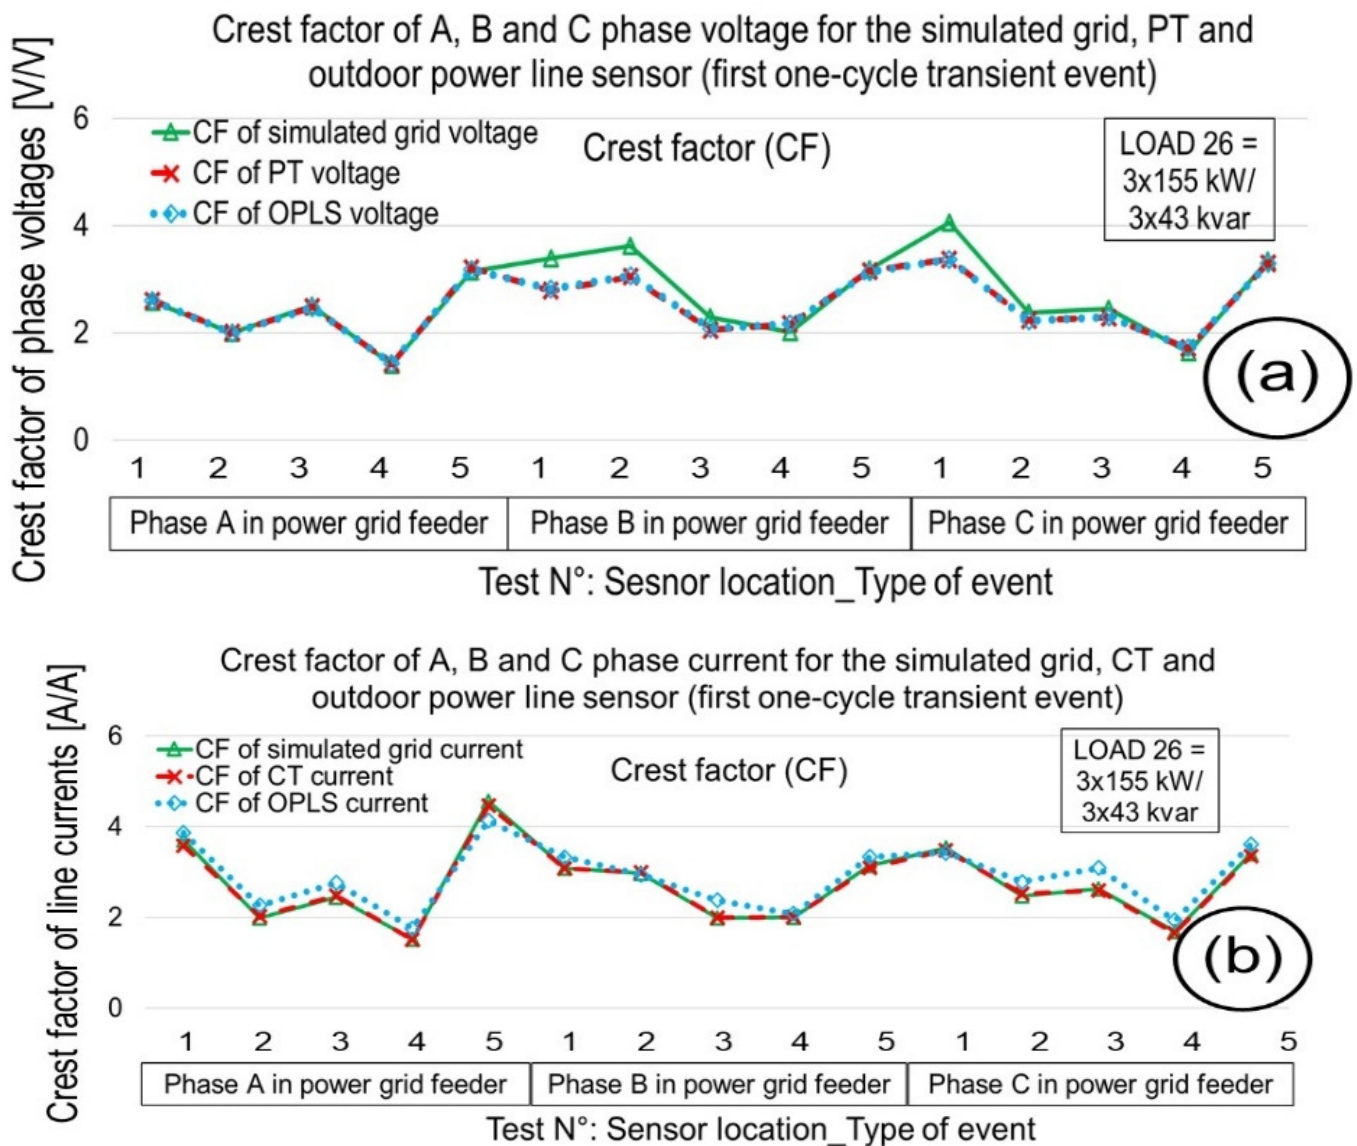 Crest factor of A, B and C phase voltage for the simulated grid, PT and
outdoor power line sensor (first one-cycle transient event)
Crest factor of phase voltages [V/V]
6
4
2
0
CF of simulated grid voltage
CF of PT voltage
CF of OPLS voltage
Crest factor (CF)
LOAD 26 =
3x155 kW/
3x43 kvar
(a)
1 2 3 4 5 1 2 3 4 5 1 2 3 4 5
Phase A in power grid feeder Phase B in power grid feeder Phase C in power grid feeder
Test N°: Sesnor location_Type of event
Crest factor of A, B and C phase current for the simulated grid, CT and
outdoor power line sensor (first one-cycle transient event)
Crest factor of line currents [A/A]
6
4
2
0
CF of simulated grid current
CF of CT current
CF of OPLS current
Crest factor (CF)
LOAD 26 =
3x155 kW/
3x43 kvar
(b)
1 2 3 4 5 1 2 3 4 5 1 2 3 4 5
Phase A in power grid feeder Phase B in power grid feeder Phase C in power grid feeder
Test N°: Sensor location_Type of event